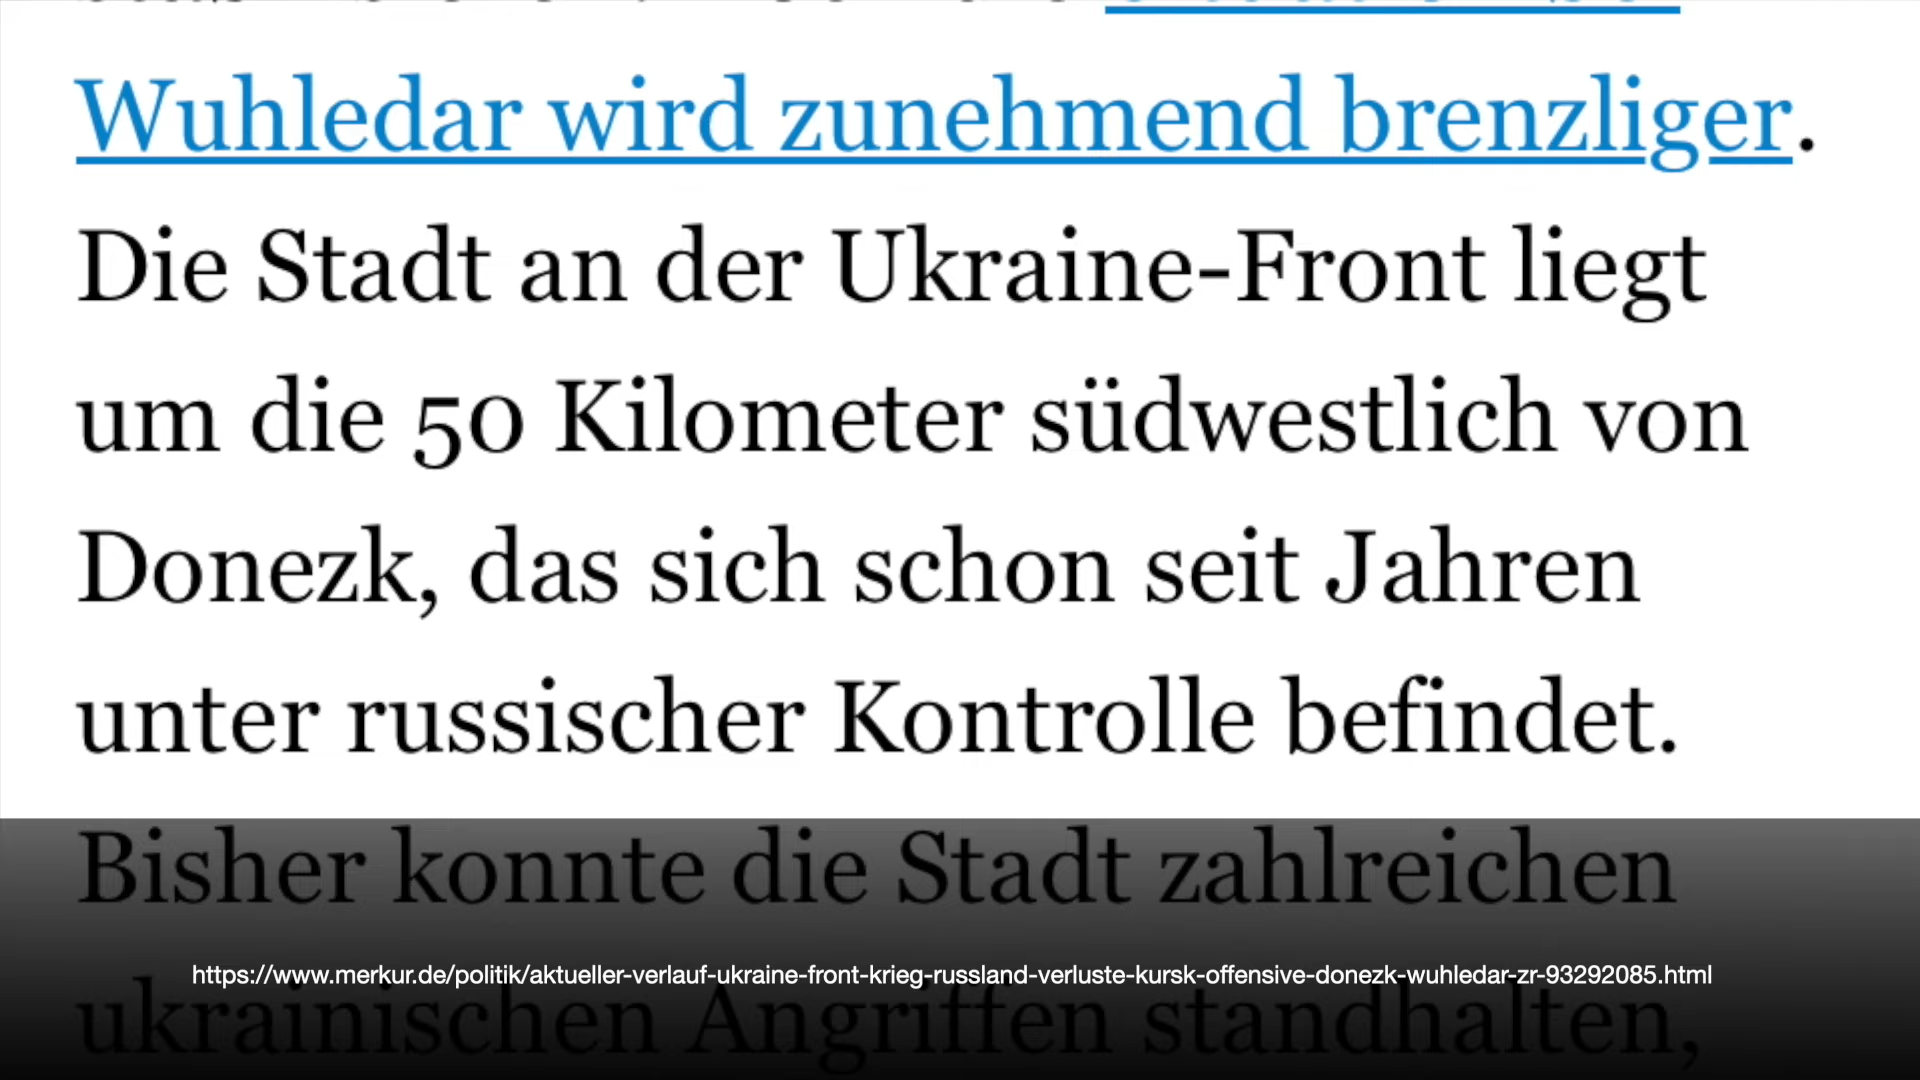 Wuhledar wird zunehmend brenzliger.
Die Stadt an der Ukraine-Front liegt
um die 50 Kilometer südwestlich von
Donezk, das sich schon seit Jahren
unter russischer Kontrolle befindet.
Bisher konnte die Stadt zahlreichen
https://www.merkur.de/politik/aktueller-verlauf-ukraine-front-krieg-russland-verluste-kursk-offensive-donezk-wuhledar-zr-93292085.html
ukrainischen Angriffen standhalten,